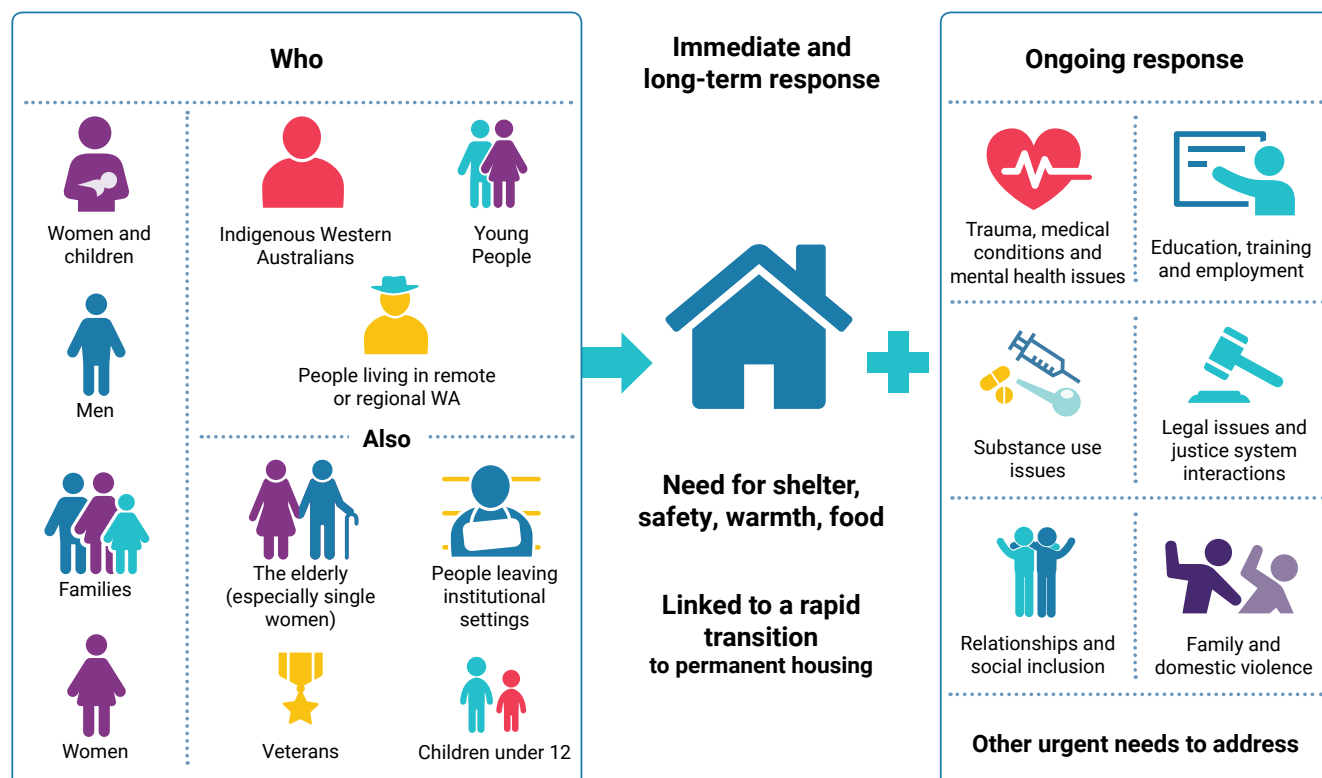 Who
Women and
children
Men
Families
Women
Indigenous Western
Australians
Young
People
People living in remote
or regional WA
Also
The elderly
(especially single
women)
People leaving
institutional
settings
Veterans
Children under 12
Immediate and
long-term response
Need for shelter,
safety, warmth, food
Linked to a rapid
transition
to permanent housing
Ongoing response
Trauma, medical
conditions and
mental health issues
Education, training
and employment
Substance use
issues
Legal issues and
justice system
interactions
Relationships and
social inclusion
Family and
domestic violence
Other urgent needs to address